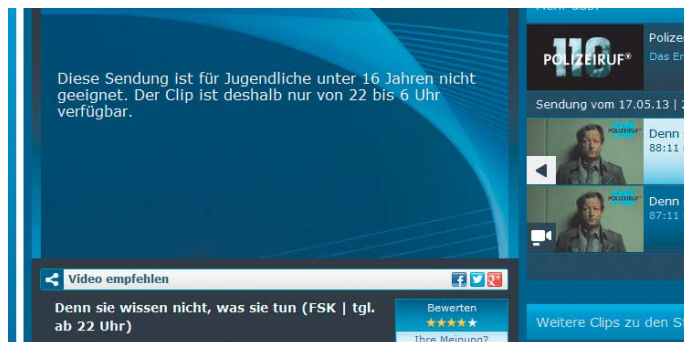 Diese Sendung ist für Jugendliche unter 16 Jahren nicht
geeignet. Der Clip ist deshalb nur von 22 bis 6 Uhr
verfügbar.
Video empfehlen
Denn sie wissen nicht, was sie tun (FSK | tgl.
ab 22 Uhr)
Bewerten
Ihre Meinung?
110
POLIZEIRUF®
Das Er
Sendung vom 17.05.13 |
Denn
88:11
Denn
87:11
Weitere Clips zu den S